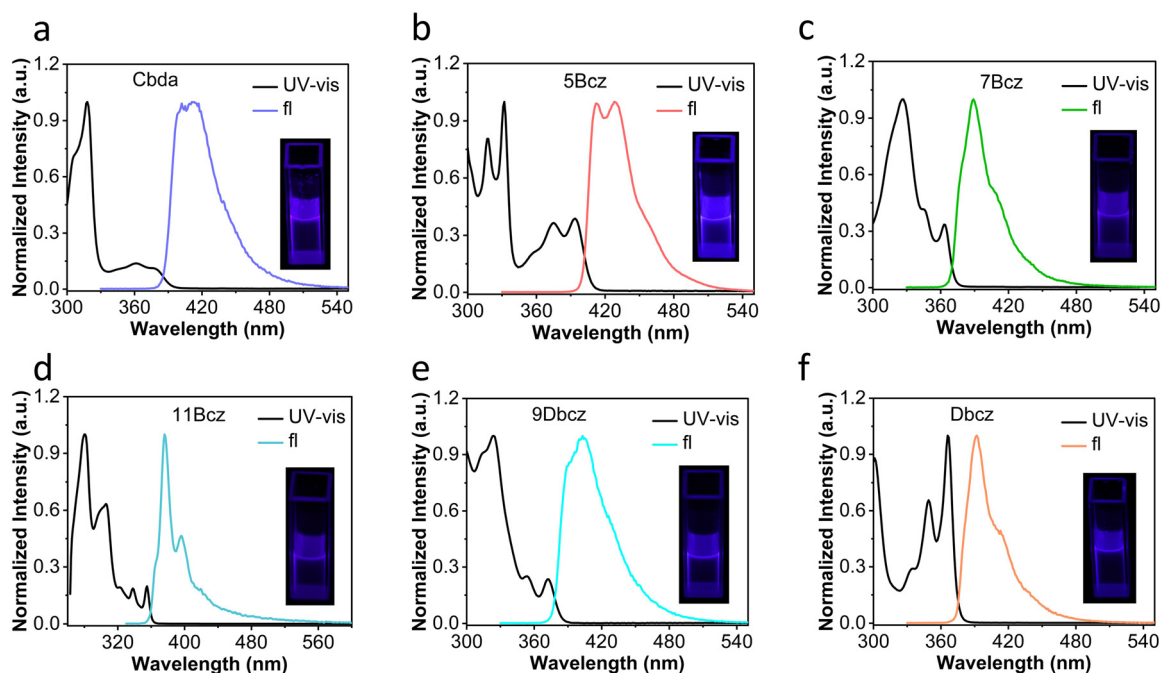 a
Normalized Intensity (a.u.)
1.2
0.9
0.6
0.3
0.0
Cbda
UV-vis
fl
300 360 420 480 540
Wavelength (nm)
b
Normalized Intensity (a.u.)
1.2
0.9
0.6
0.3
0.0
5Bcz
UV-vis
fl
300 360 420 480 540
Wavelength (nm)
c
Normalized Intensity (a.u.)
1.2
0.9
0.6
0.3
0.0
7Bcz
UV-vis
fl
300 360 420 480 540
Wavelength (nm)
d
Normalized Intensity (a.u.)
1.2
0.9
0.6
0.3
0.0
11Bcz
UV-vis
fl
320 400 480 560
Wavelength (nm)
e
Normalized Intensity (a.u.)
1.2
0.9
0.6
0.3
0.0
9Dbcz
UV-vis
fl
300 360 420 480 540
Wavelength (nm)
f
Normalized Intensity (a.u.)
1.2
0.9
0.6
0.3
0.0
Dbcz
UV-vis
fl
300 360 420 480 540
Wavelength (nm)